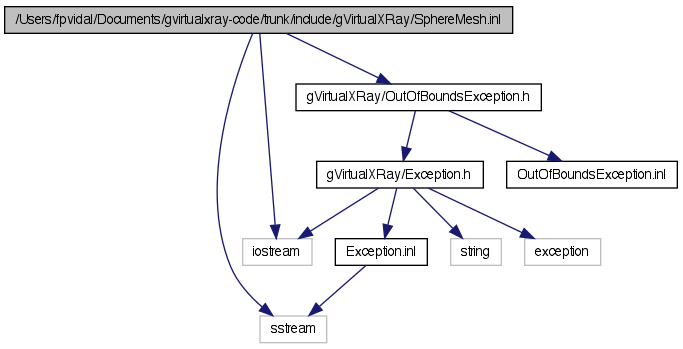 /Users/fpvidal/Documents/gvirtualxray-code/trunk/include/gVirtualXRay/SphereMesh.inl
gVirtualXRay/OutOfBoundsException.h
gVirtualXRay/Exception.h
OutOfBoundsException.inl
iostream
Exception.inl
string
exception
sstream